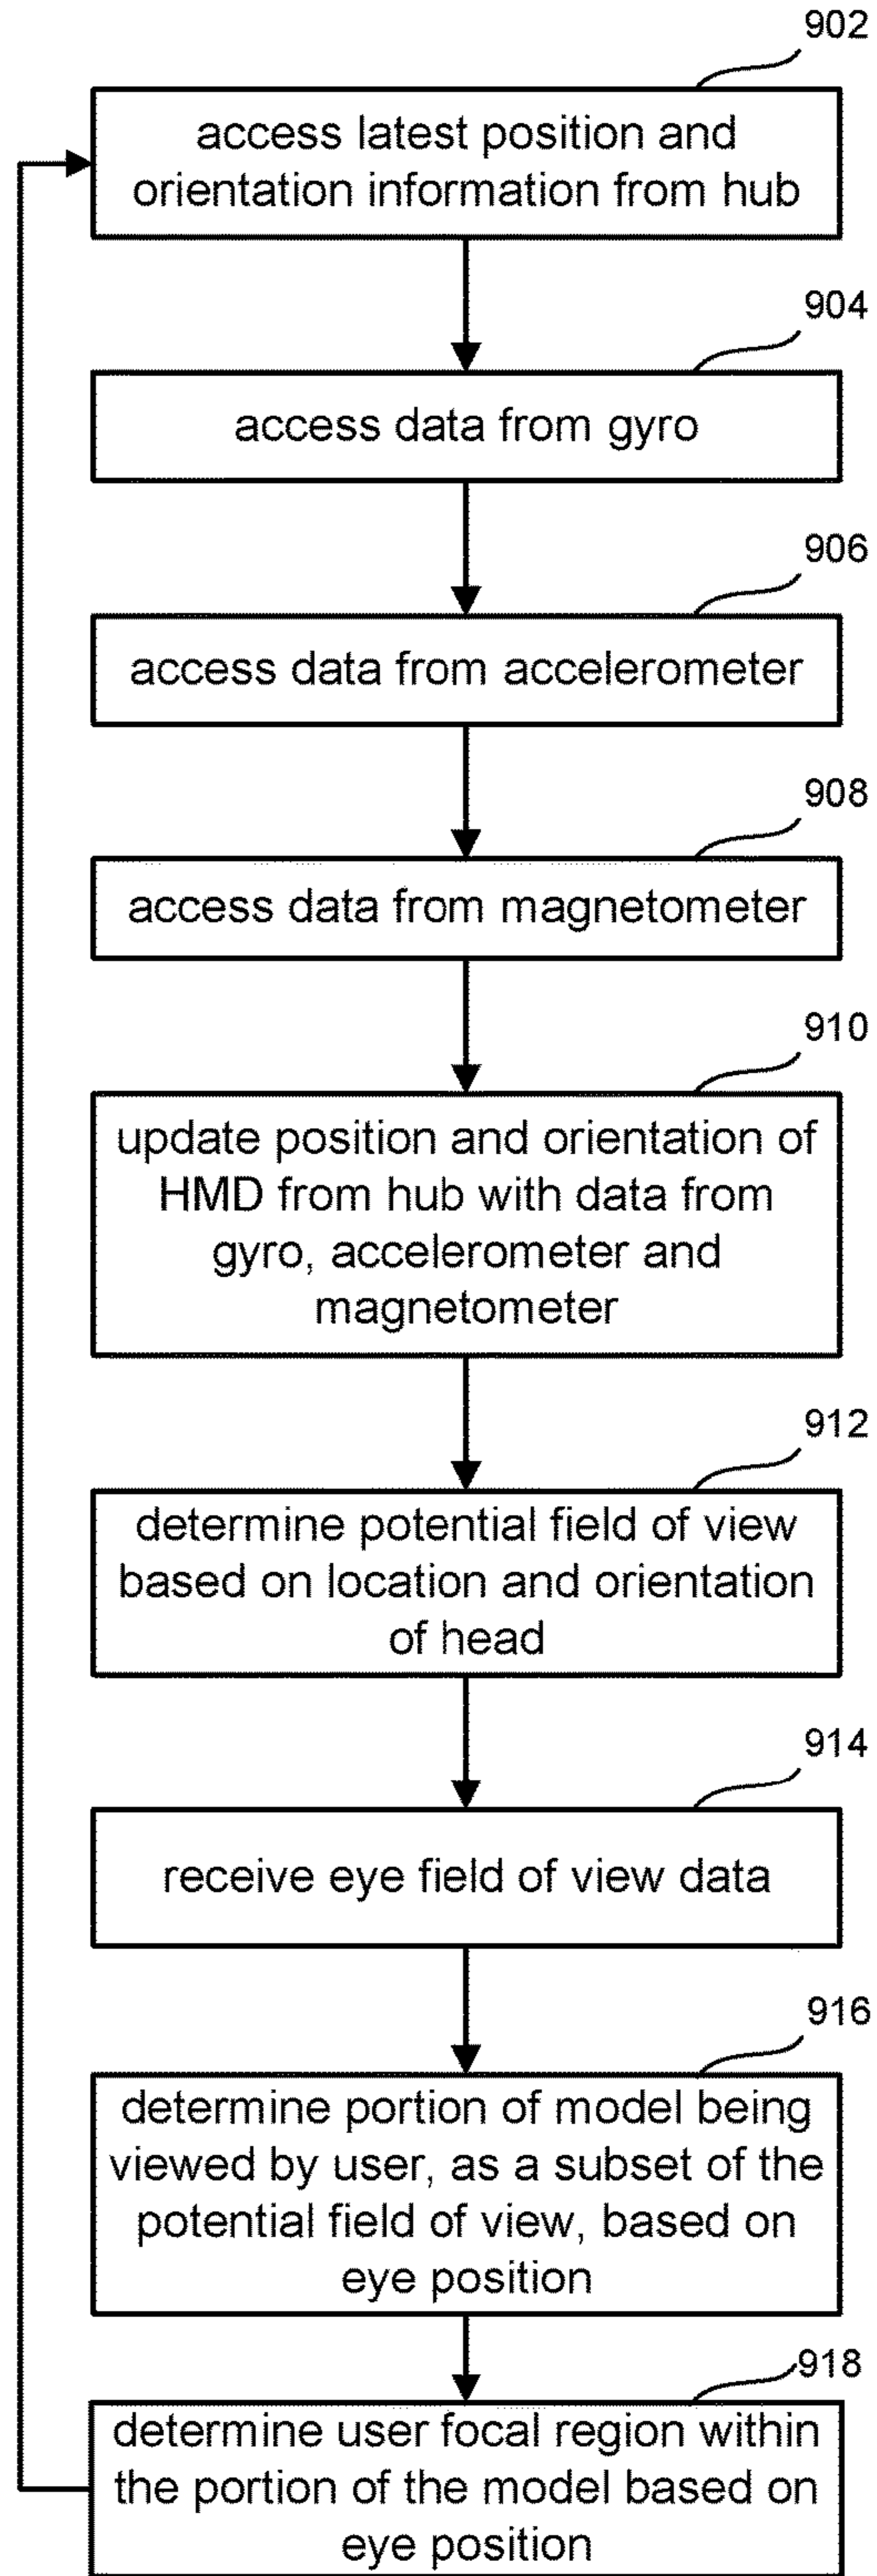 902
access latest position and
orientation information from hub
904
access data from gyro
906
access data from accelerometer
908
access data from magnetometer
910
update position and orientation of
HMD from hub with data from
gyro, accelerometer and
magnetometer
912
determine potential field of view
based on location and orientation
of head
914
receive eye field of view data
916
determine portion of model being
viewed by user, as a subset of the
potential field of view, based on
eye position
918
determine user focal region within
the portion of the model based on
eye position